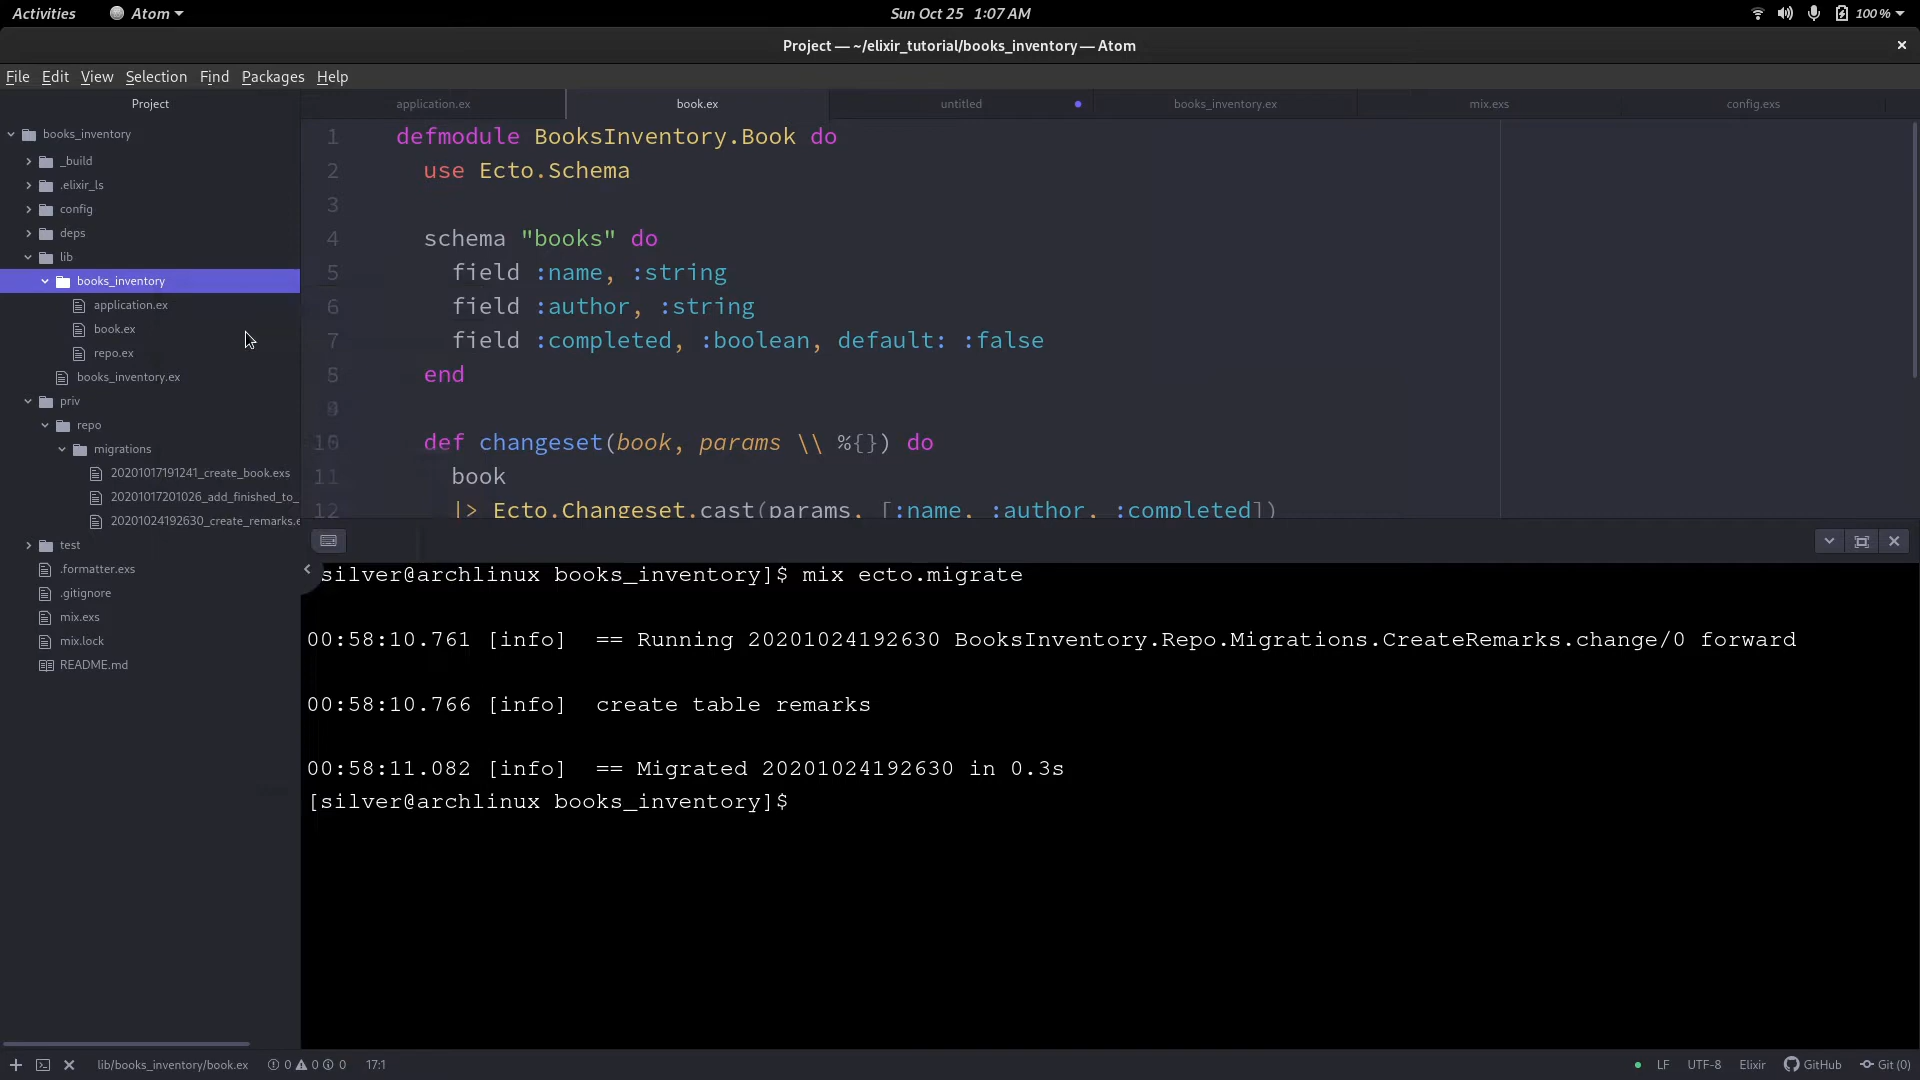 Activities
Atom
Sun Oct 25 1:07 AM
100 %
Project — ~/elixir_tutorial/books_inventory — Atom
File Edit View Selection Find Packages Help
Project
application.ex
book.ex
untitled
books_inventory.ex
mix.exs
config.exs
books_inventory
_build
.elixir_ls
config
deps
lib
books_inventory
application.ex
book.ex
repo.ex
books_inventory.ex
priv
repo
migrations
20201017191241_create_book.exs
20201017201026_add_finished_to_
20201024192630_create_remarks.e
test
.formatter.exs
.gitignore
mix.exs
mix.lock
README.md
1 defmodule BooksInventory.Book do
2 use Ecto.Schema
3
4 schema "books" do
5 field :name, :string
6 field :author, :string
7 field :completed, :boolean, default: :false
end
10 def changeset(book, params \\ %{}) do
11 book
12 |> Ecto.Changeset.cast(params, [:name, :author, :completed])
silver@archlinux books_inventory]$ mix ecto.migrate
00:58:10.761 [info] == Running 20201024192630 BooksInventory.Repo.Migrations.CreateRemarks.change/0 forward
00:58:10.766 [info] create table remarks
00:58:11.082 [info] == Migrated 20201024192630 in 0.3s
[silver@archlinux books_inventory]$
lib/books_inventory/book.ex
0 0 0
17:1
LF
UTF-8
Elixir
GitHub
Git (0)